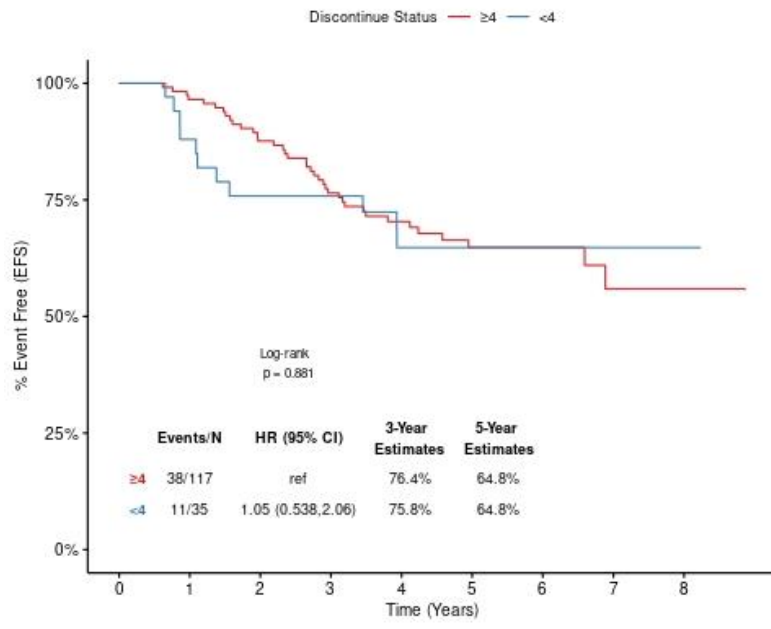 Discontinue Status ≥4 <4
100%
75%
50%
25%
0%
% Event Free (EFS)
Log-rank
p = 0.881
Events/N HR (95% CI) 3-Year Estimates 5-Year Estimates
≥4 38/117 ref 76.4% 64.8%
<4 11/35 1.05 (0.538,2.06) 75.8% 64.8%
0 1 2 3 4 5 6 7 8
Time (Years)